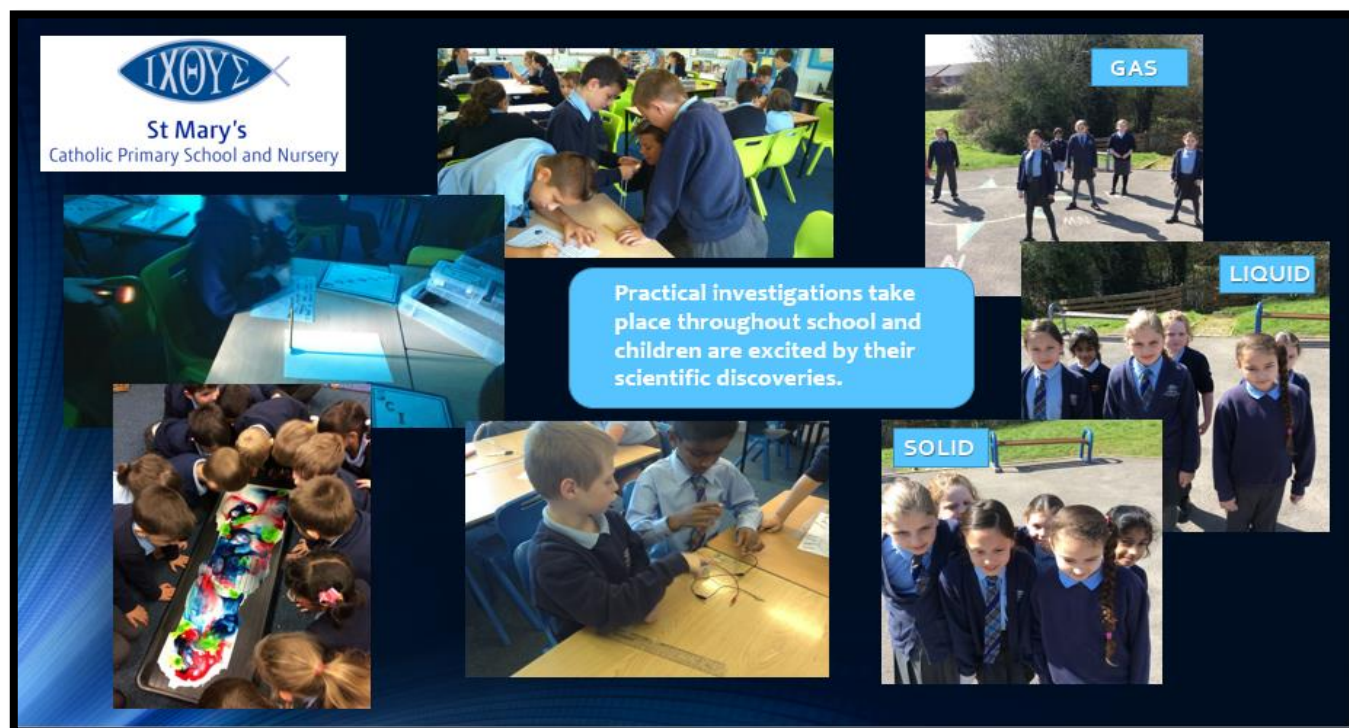 ΙΧΘΥΣ
St Mary's
Catholic Primary School and Nursery
GAS
LIQUID
Practical investigations take
place throughout school and
children are excited by their
scientific discoveries.
SOLID